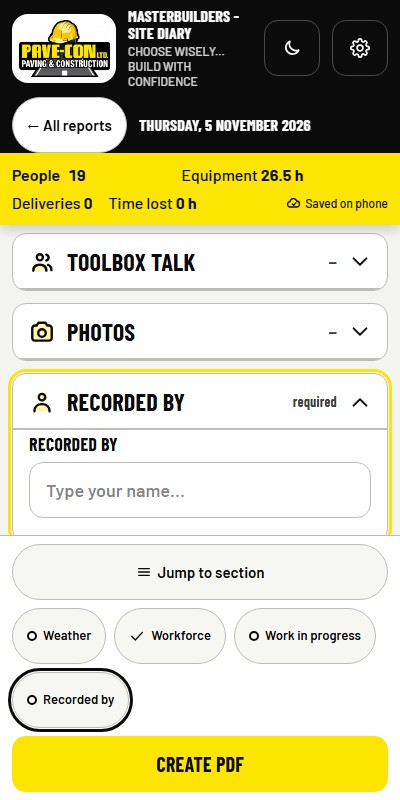 PAVE-CON LTD.
PAVING & CONSTRUCTION
MASTERBUILDERS –
SITE DIARY
CHOOSE WISELY...
BUILD WITH
CONFIDENCE
← All reports
THURSDAY, 5 NOVEMBER 2026
People 19
Equipment 26.5 h
Deliveries 0
Time lost 0 h
Saved on phone
TOOLBOX TALK –
PHOTOS –
RECORDED BY required
RECORDED BY
Type your name...
Jump to section
Weather
Workforce
Work in progress
Recorded by
CREATE PDF